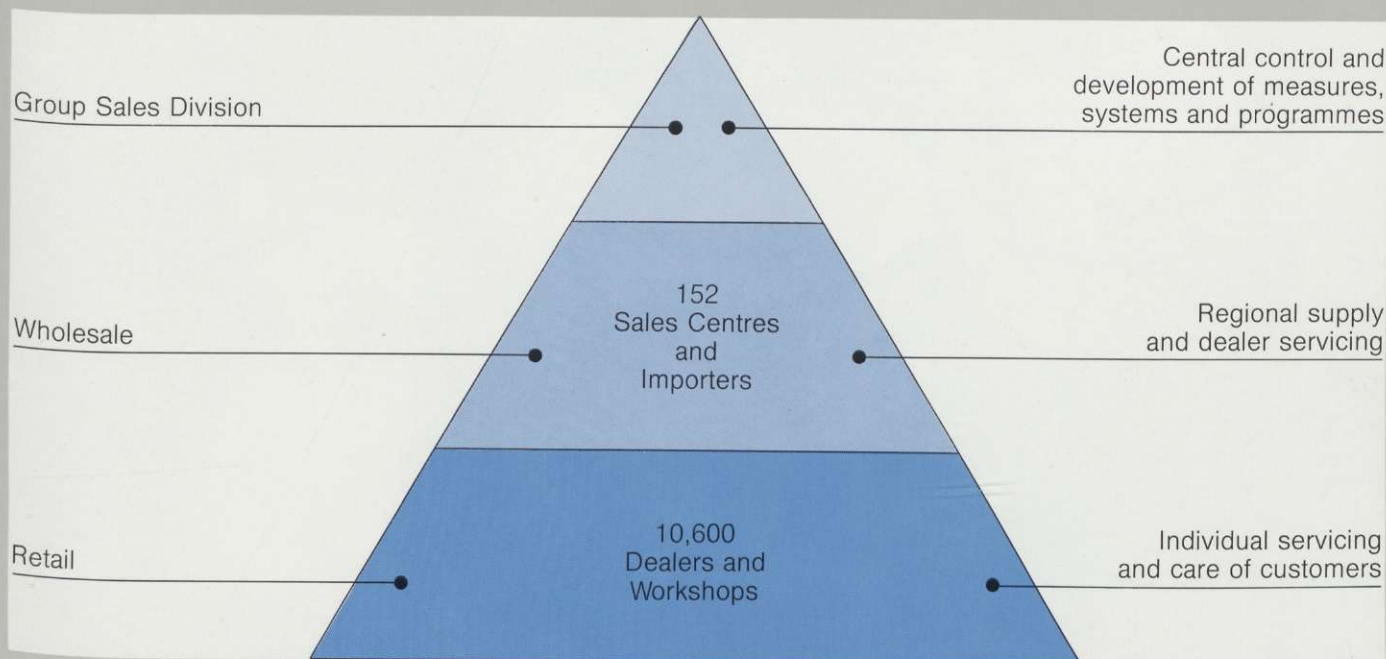 Group Sales Division
Central control and
development of measures,
systems and programmes
Wholesale
152
Sales Centres
and
Importers
Regional supply
and dealer servicing
Retail
10,600
Dealers and
Workshops
Individual servicing
and care of customers